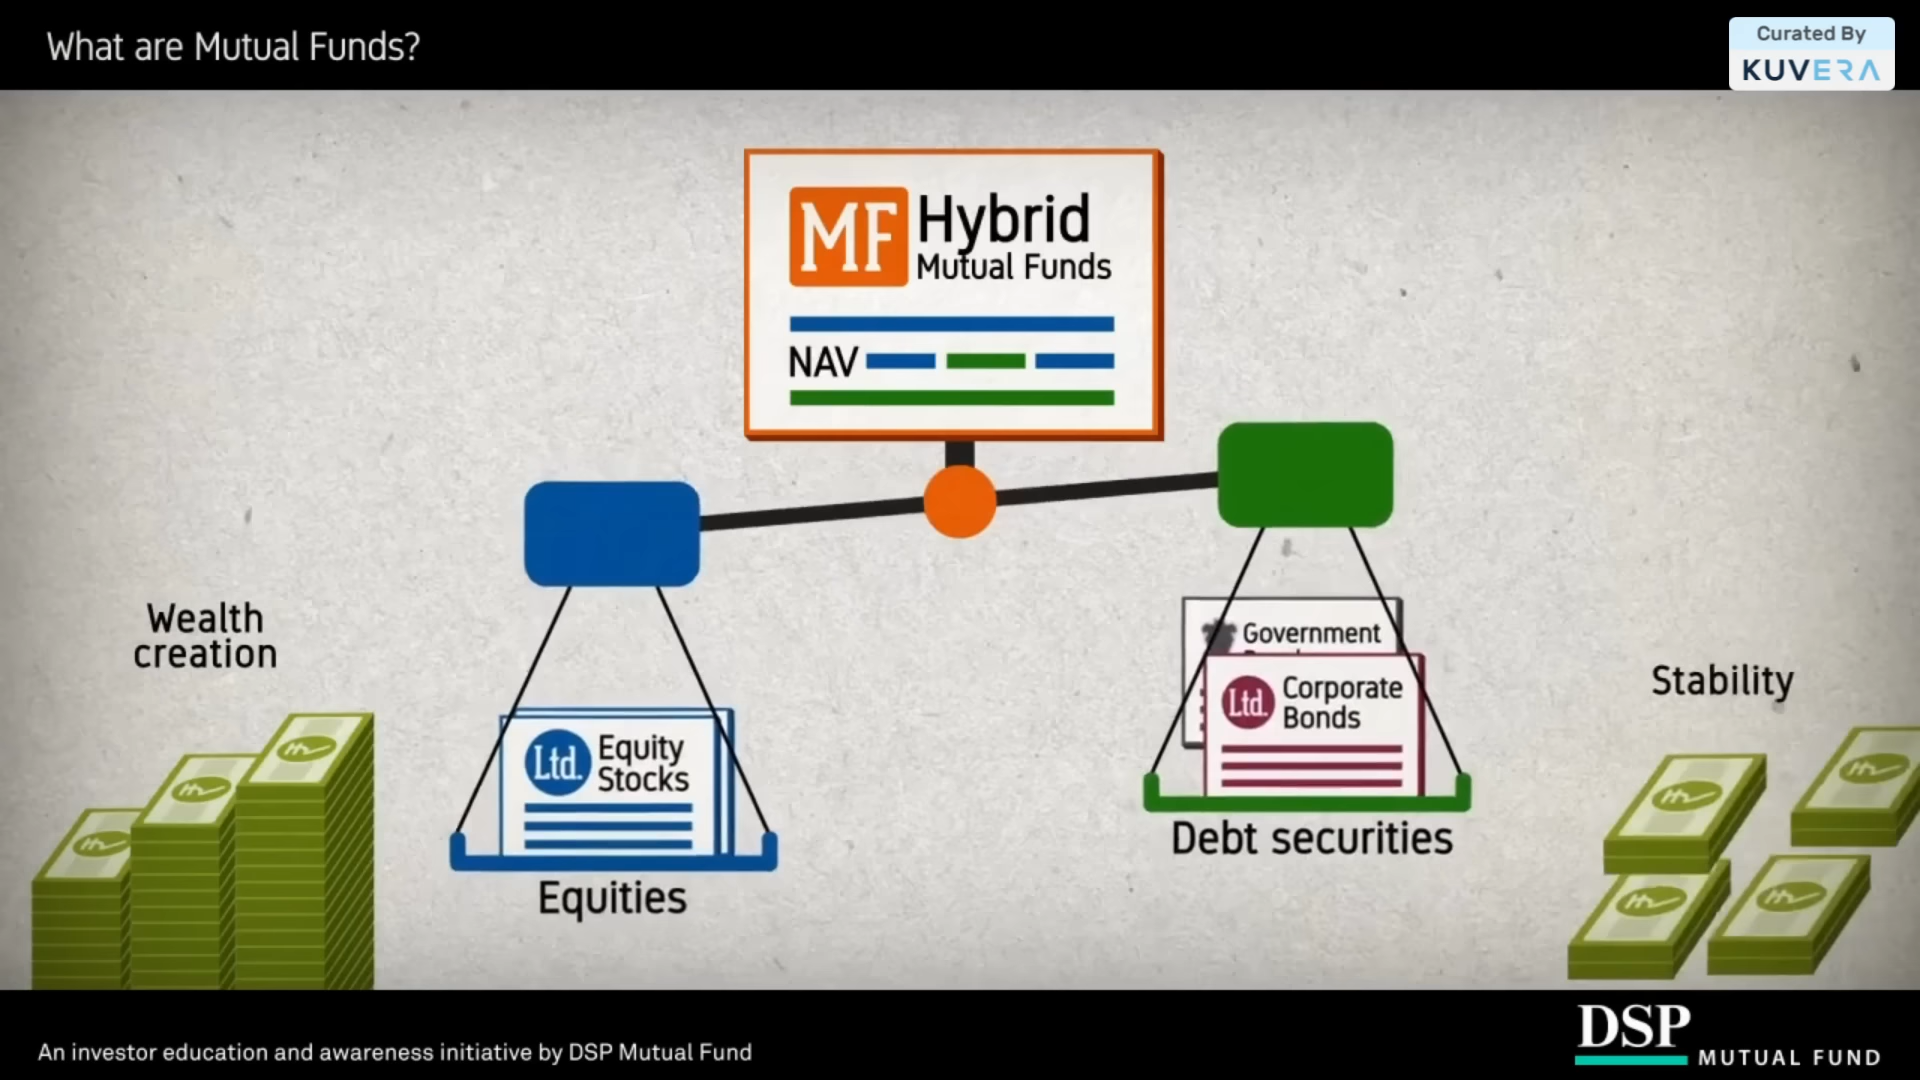 What are Mutual Funds?
Curated By
KUVERA
MF Hybrid
Mutual Funds
NAV
Wealth
creation
Ltd. Equity
Stocks
Equities
Government
Ltd. Corporate
Bonds
Debt securities
Stability
An investor education and awareness initiative by DSP Mutual Fund
DSP
MUTUAL FUND